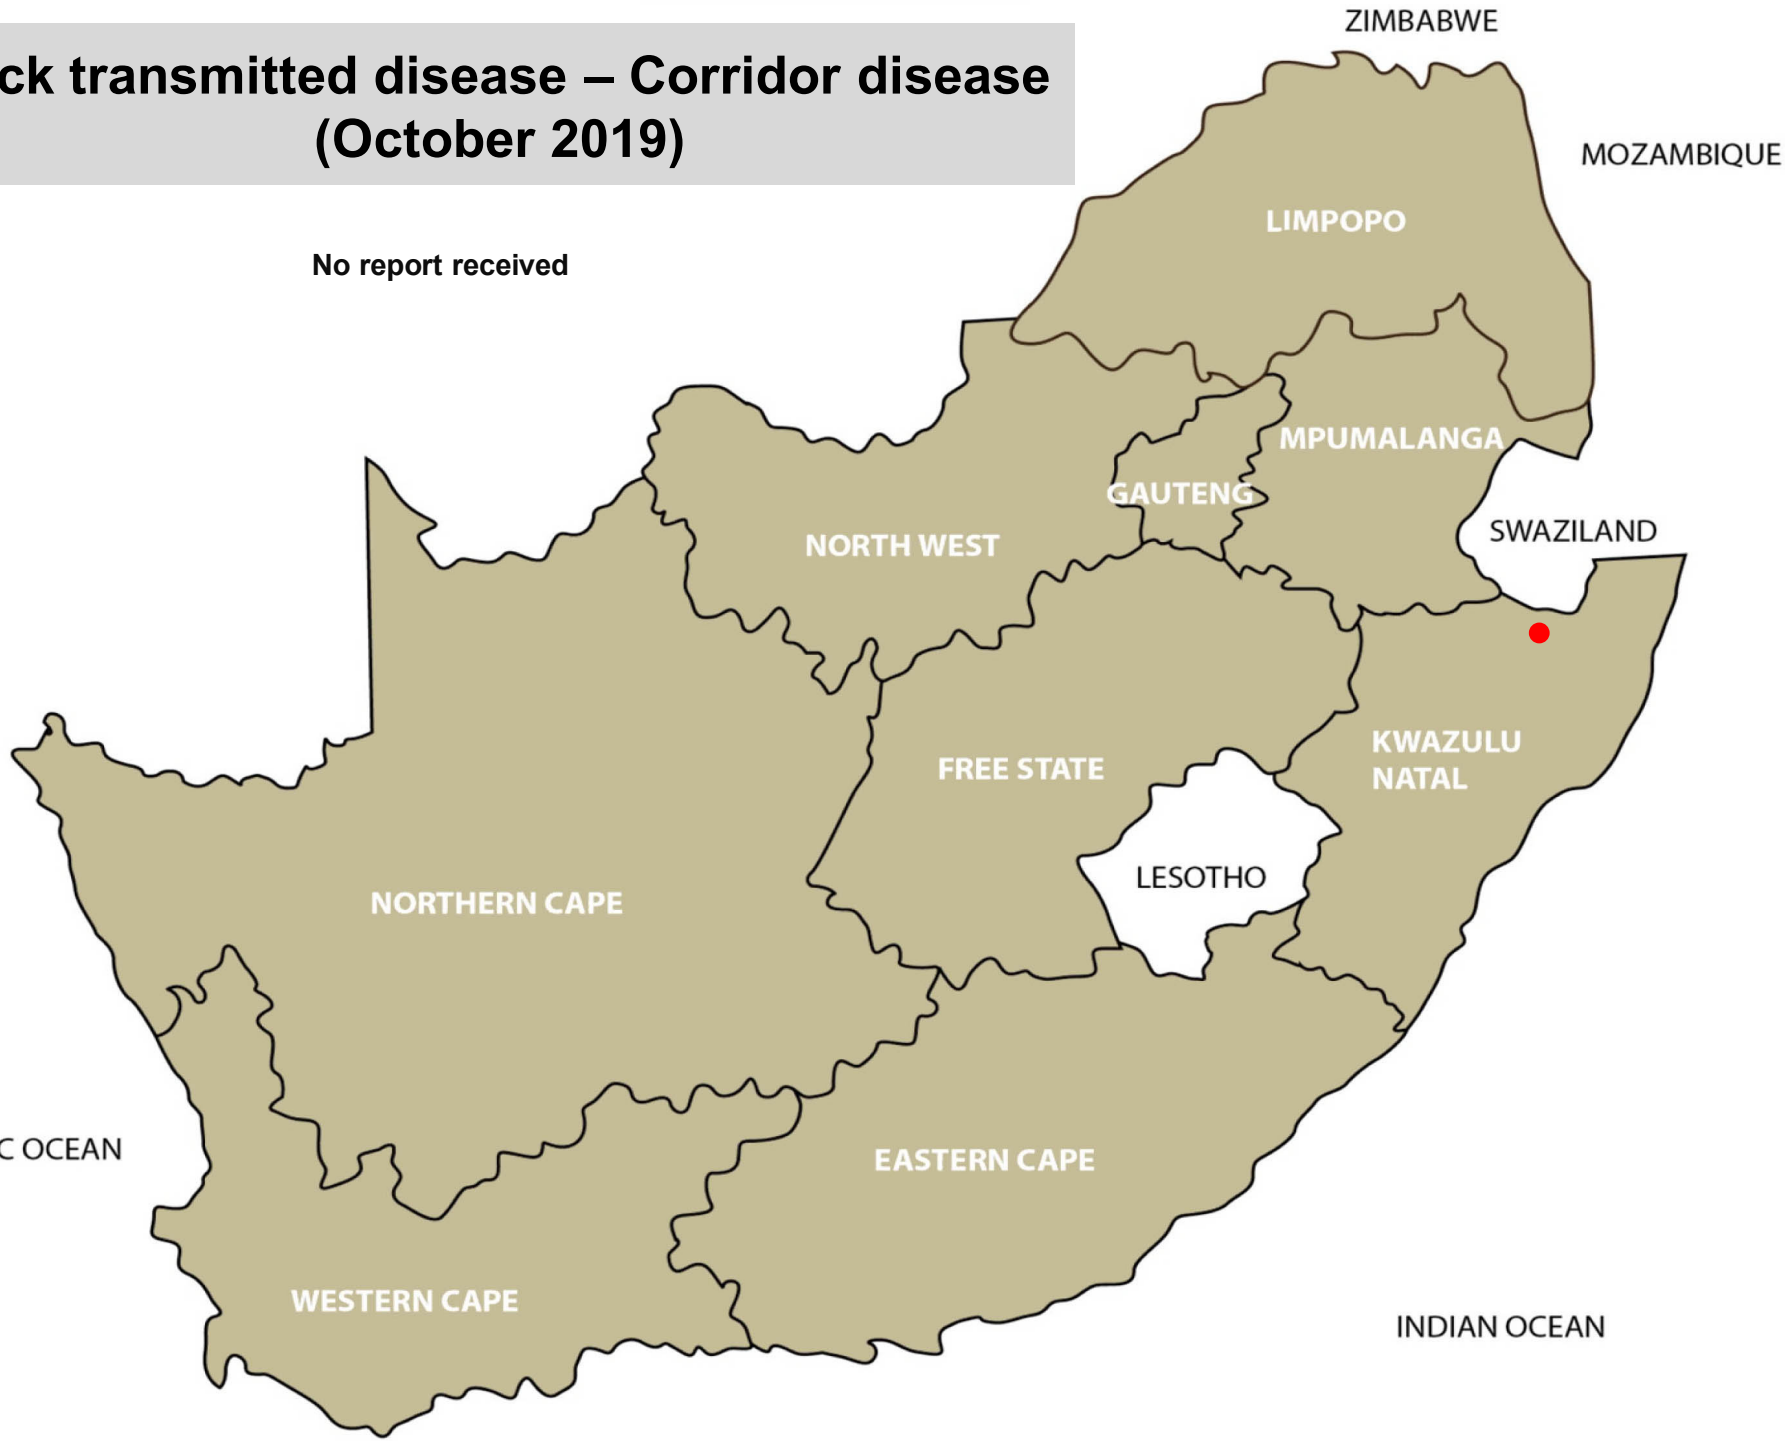 ck transmitted disease – Corridor disease
(October 2019)
No report received
ZIMBABWE
MOZAMBIQUE
LIMPOPO
MPUMALANGA
GAUTENG
SWAZILAND
NORTH WEST
KWAZULU
NATAL
FREE STATE
LESOTHO
NORTHERN CAPE
C OCEAN
EASTERN CAPE
WESTERN CAPE
INDIAN OCEAN